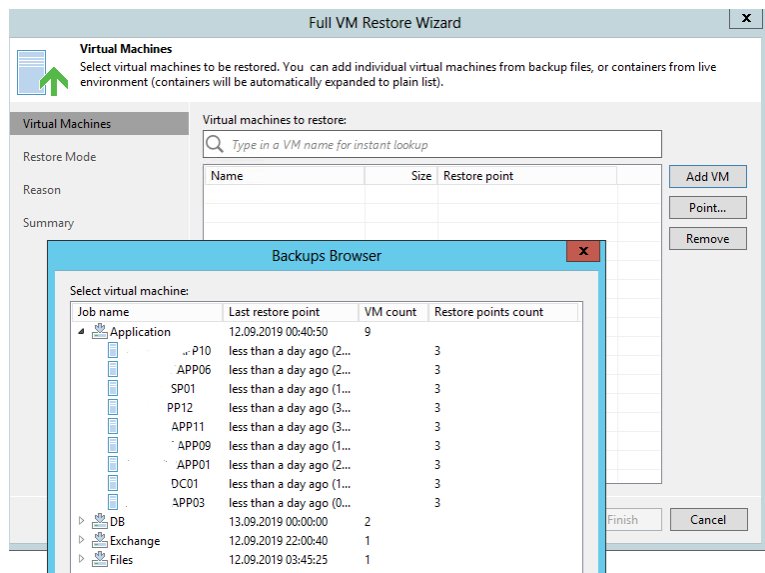 Full VM Restore Wizard
x
Virtual Machines
Select virtual machines to be restored. You can add individual virtual machines from backup files, or containers from live
environment (containers will be automatically expanded to plain list).
Virtual Machines
Restore Mode
Reason
Summary
Virtual machines to restore:
Type in a VM name for instant lookup
Name Size Restore point
Add VM
Point...
Remove
Backups Browser
x
Select virtual machine:
Job name Last restore point VM count Restore points count
Application 12.09.2019 00:40:50 9
P10 less than a day ago (2... 3
APP06 less than a day ago (2... 3
SP01 less than a day ago (1... 3
PP12 less than a day ago (3... 3
APP11 less than a day ago (3... 3
APP09 less than a day ago (1... 3
APP01 less than a day ago (2... 3
DC01 less than a day ago (1... 3
APP03 less than a day ago (0... 3
DB 13.09.2019 00:00:00 2
Exchange 12.09.2019 22:00:40 1
Files 12.09.2019 03:45:25 1
Finish
Cancel